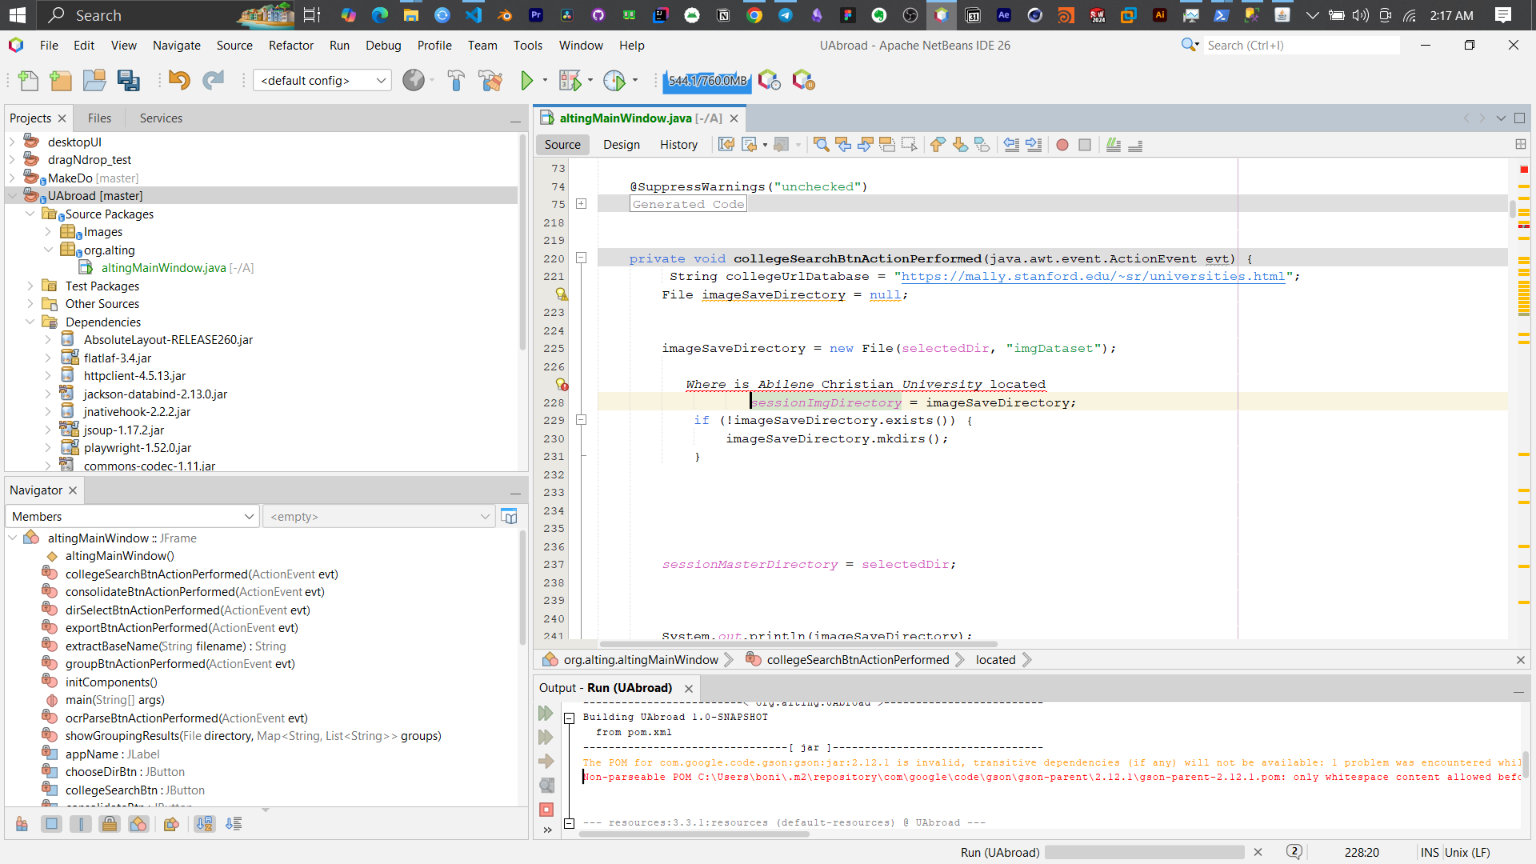 Search
2:17 AM
File Edit View Navigate Source Refactor Run Debug Profile Team Tools Window Help
UAbroad - Apache NetBeans IDE 26
Search (Ctrl+I)
<default config>
544.1/760.0MB
Projects
Files
Services
desktopUI
dragNdrop_test
MakeDo [master]
UAbroad [master]
Source Packages
Images
org.alting
altingMainWindow.java [-/A]
Test Packages
Other Sources
Dependencies
AbsoluteLayout-RELEASE260.jar
flatlaf-3.4.jar
httpclient-4.5.13.jar
jackson-databind-2.13.0.jar
jnativehook-2.2.2.jar
jsoup-1.17.2.jar
playwright-1.52.0.jar
commons-codec-1.11.jar
Navigator
Members
<empty>
altingMainWindow :: JFrame
altingMainWindow()
collegeSearchBtnActionPerformed(ActionEvent evt)
consolidateBtnActionPerformed(ActionEvent evt)
dirSelectBtnActionPerformed(ActionEvent evt)
exportBtnActionPerformed(ActionEvent evt)
extractBaseName(String filename) : String
groupBtnActionPerformed(ActionEvent evt)
initComponents()
main(String[] args)
ocrParseBtnActionPerformed(ActionEvent evt)
showGroupingResults(File directory, Map<String, List<String>> groups)
appName : JLabel
chooseDirBtn : JButton
collegeSearchBtn : JButton
altingMainWindow.java [-/A]
Source
Design
History
73
74 @SuppressWarnings("unchecked")
75 Generated Code
218
219
220 private void collegeSearchBtnActionPerformed(java.awt.event.ActionEvent evt) {
221 String collegeUrlDatabase = "https://mally.stanford.edu/~sr/universities.html";
File imageSaveDirectory = null;
223
224
225 imageSaveDirectory = new File(selectedDir, "imgDataset");
226
Where is Abilene Christian University located
228 sessionImgDirectory = imageSaveDirectory;
229 if (!imageSaveDirectory.exists()) {
230 imageSaveDirectory.mkdirs();
231 }
232
233
234
235
236
237 sessionMasterDirectory = selectedDir;
238
239
240
241 System.out.println(imageSaveDirectory);
org.alting.altingMainWindow
collegeSearchBtnActionPerformed
located
Output - Run (UAbroad)
-----------------------< org.alting:UAbroad >-----------------------
Building UAbroad 1.0-SNAPSHOT
from pom.xml
-------------------------------[ jar ]--------------------------------
The POM for com.google.code.gson:gson:jar:2.12.1 is invalid, transitive dependencies (if any) will not be available: 1 problem was encountered whil
Non-parseable POM C:\Users\boni\.m2\repository\com\google\code\gson\gson-parent\2.12.1\gson-parent-2.12.1.pom: only whitespace content allowed befo
--- resources:3.3.1:resources (default-resources) @ UAbroad ---
Run (UAbroad)
2
228:20
INS
Unix (LF)